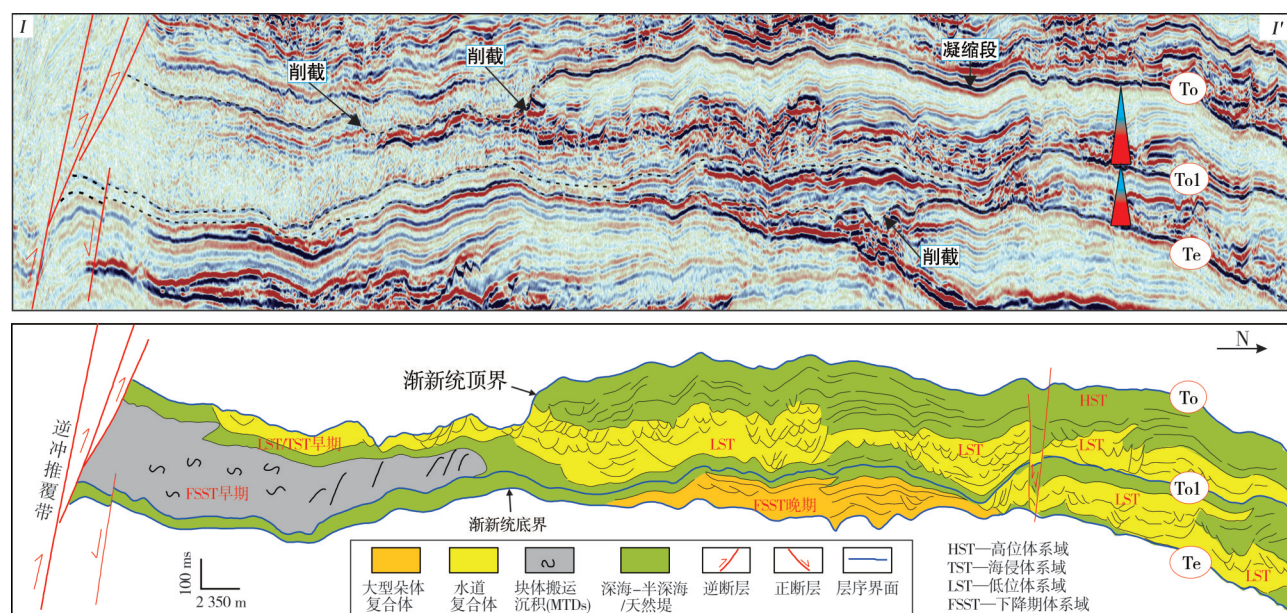 I
I'
削截
削截
凝缩段
To
To1
削截
Te
N
渐新统顶界
To
HST
LST/TST早期
LST
LST
LST
逆冲推覆带
FSST早期
To1
FSST晚期
LST
渐新统底界
Te
LST
100 ms
2 350 m
大型朵体
复合体
水道
复合体
块体搬运
沉积(MTDs)
深海-半深海
/天然堤
逆断层
正断层
层序界面
HST—高位体系域
TST—海侵体系域
LST—低位体系域
FSST—下降期体系域